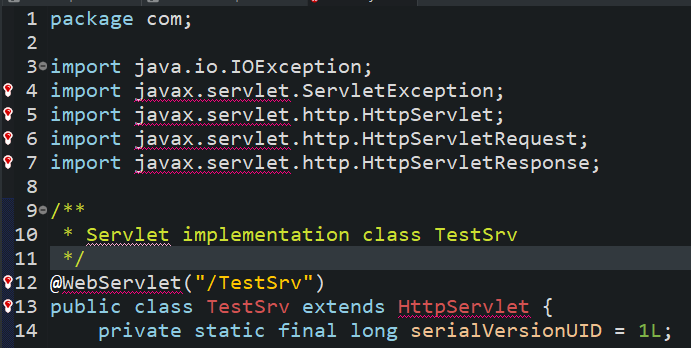 1 package com;
2
3 import java.io.IOException;
4 import javax.servlet.ServletException;
5 import javax.servlet.http.HttpServlet;
6 import javax.servlet.http.HttpServletRequest;
7 import javax.servlet.http.HttpServletResponse;
8
9 /**
10 * Servlet implementation class TestSrv
11 */
12 @WebServlet("/TestSrv")
13 public class TestSrv extends HttpServlet {
14 private static final long serialVersionUID = 1L;